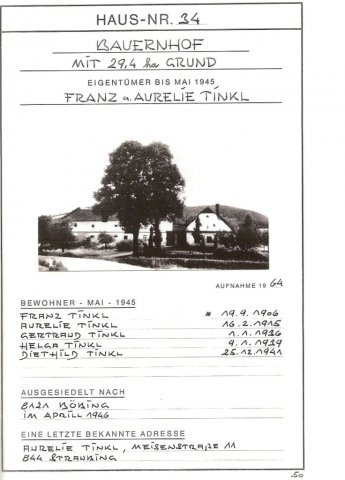 HAUS-NR. 34
BAUERNHOF
MIT 29,4 ha GRUND
EIGENTÜMER BIS MAI 1945
FRANZ u. AURELIE TINKL
AUFNAHME 19 64
BEWOHNER - MAI - 1945
FRANZ TINKL * 19.9.1906
AURELIE TINKL 16.2.1915
GERTRAUD TINKL 1.1.1936
HELGA TINKL 9.1.1939
DIETHILD TINKL 25.12.1941
AUSGESIEDELT NACH
8121 BÖBING
IM APRILL 1946
EINE LETZTE BEKANNTE ADRESSE
AURELIE TINKL, MEISENSTRAßE 11
844 STRAUBING
50